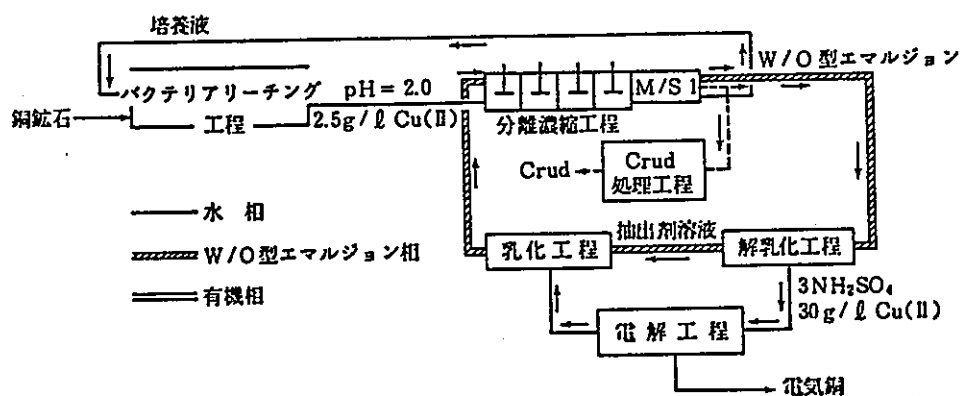 培養液
W/O型エマルジョン
バクテリアリーチング
pH=2.0
M/S 1
銅鉱石
工程
2.5g/ℓ Cu(Ⅱ)
分離濃縮工程
Crud
Crud
処理工程
水 相
W/O型エマルジョン相
有機相
乳化工程
抽出剤溶液
解乳化工程
3NH₂SO₄
30g/ℓ Cu(Ⅱ)
電解工程
電気銅